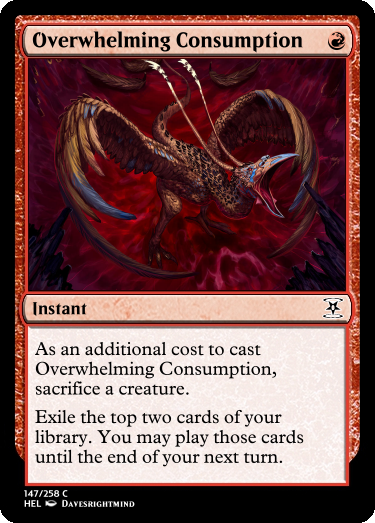 Overwhelming Consumption
Instant
As an additional cost to cast
Overwhelming Consumption,
sacrifice a creature.
Exile the top two cards of your
library. You may play those cards
until the end of your next turn.
147/258 C
HEL Davesrightmind